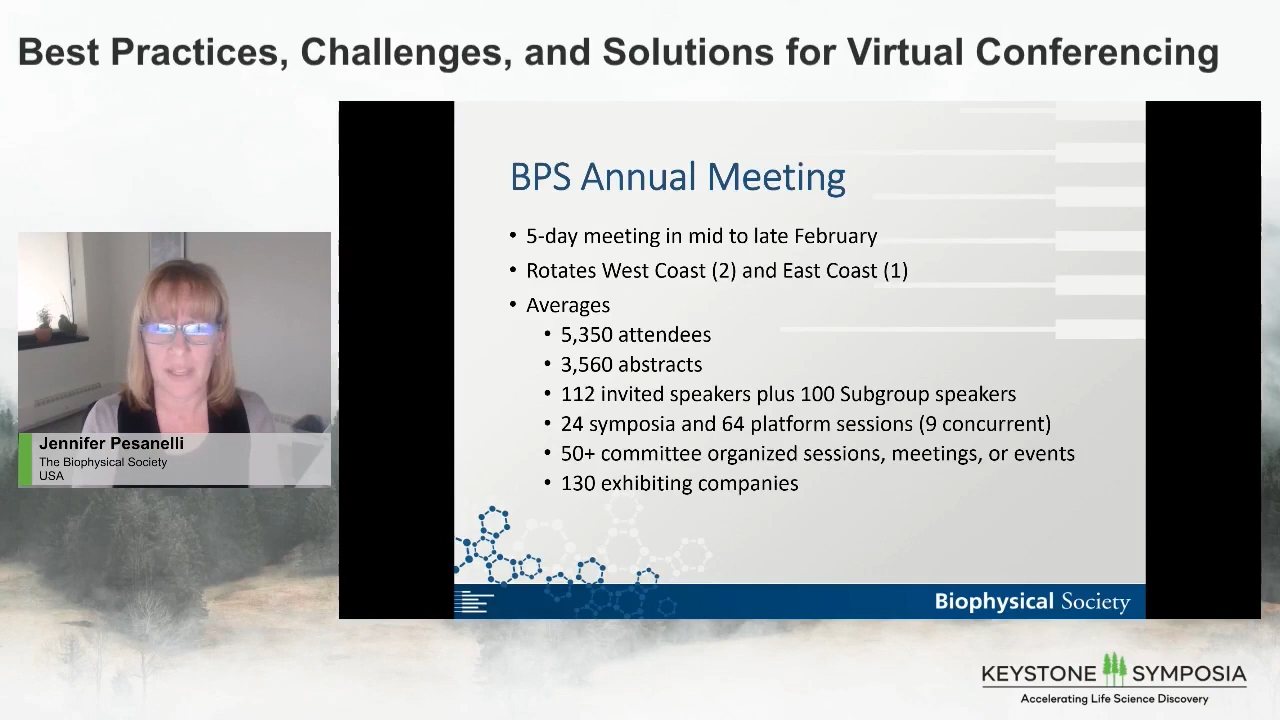 Best Practices, Challenges, and Solutions for Virtual Conferencing
BPS Annual Meeting
• 5-day meeting in mid to late February
• Rotates West Coast (2) and East Coast (1)
• Averages
• 5,350 attendees
• 3,560 abstracts
• 112 invited speakers plus 100 Subgroup speakers
• 24 symposia and 64 platform sessions (9 concurrent)
• 50+ committee organized sessions, meetings, or events
• 130 exhibiting companies
Biophysical Society
Jennifer Pesanelli
The Biophysical Society
USA
KEYSTONE SYMPOSIA
Accelerating Life Science Discovery